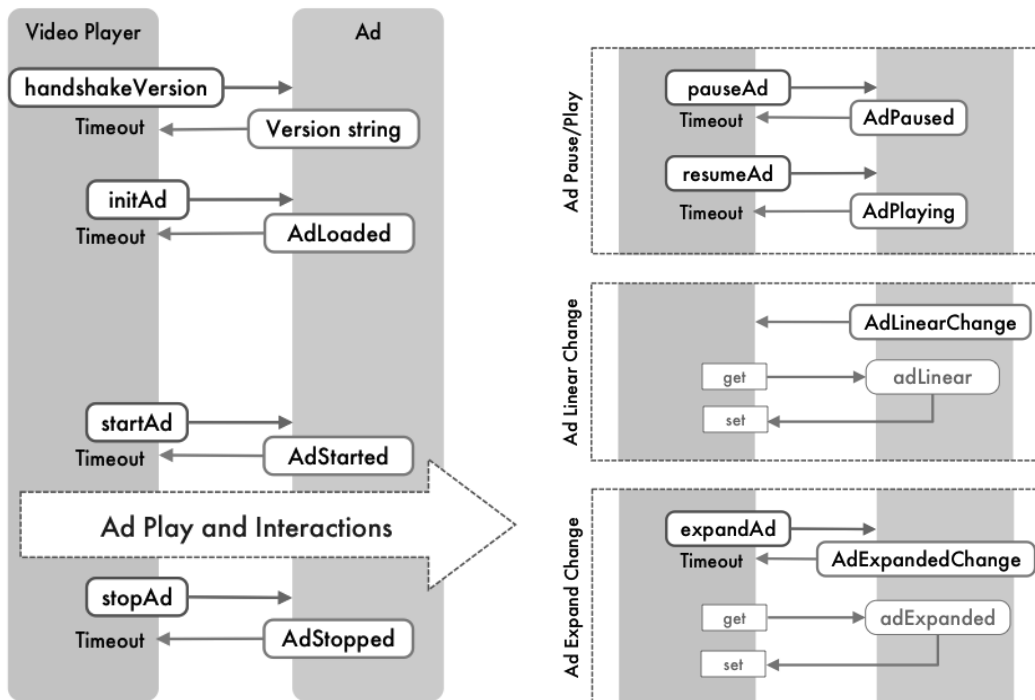 Video Player
Ad
handshakeVersion
Timeout
Version string
initAd
Timeout
AdLoaded
startAd
Timeout
AdStarted
Ad Play and Interactions
stopAd
Timeout
AdStopped
Ad Pause/Play
pauseAd
Timeout
AdPaused
resumeAd
Timeout
AdPlaying
Ad Linear Change
AdLinearChange
get
adLinear
set
Ad Expand Change
expandAd
Timeout
AdExpandedChange
get
adExpanded
set